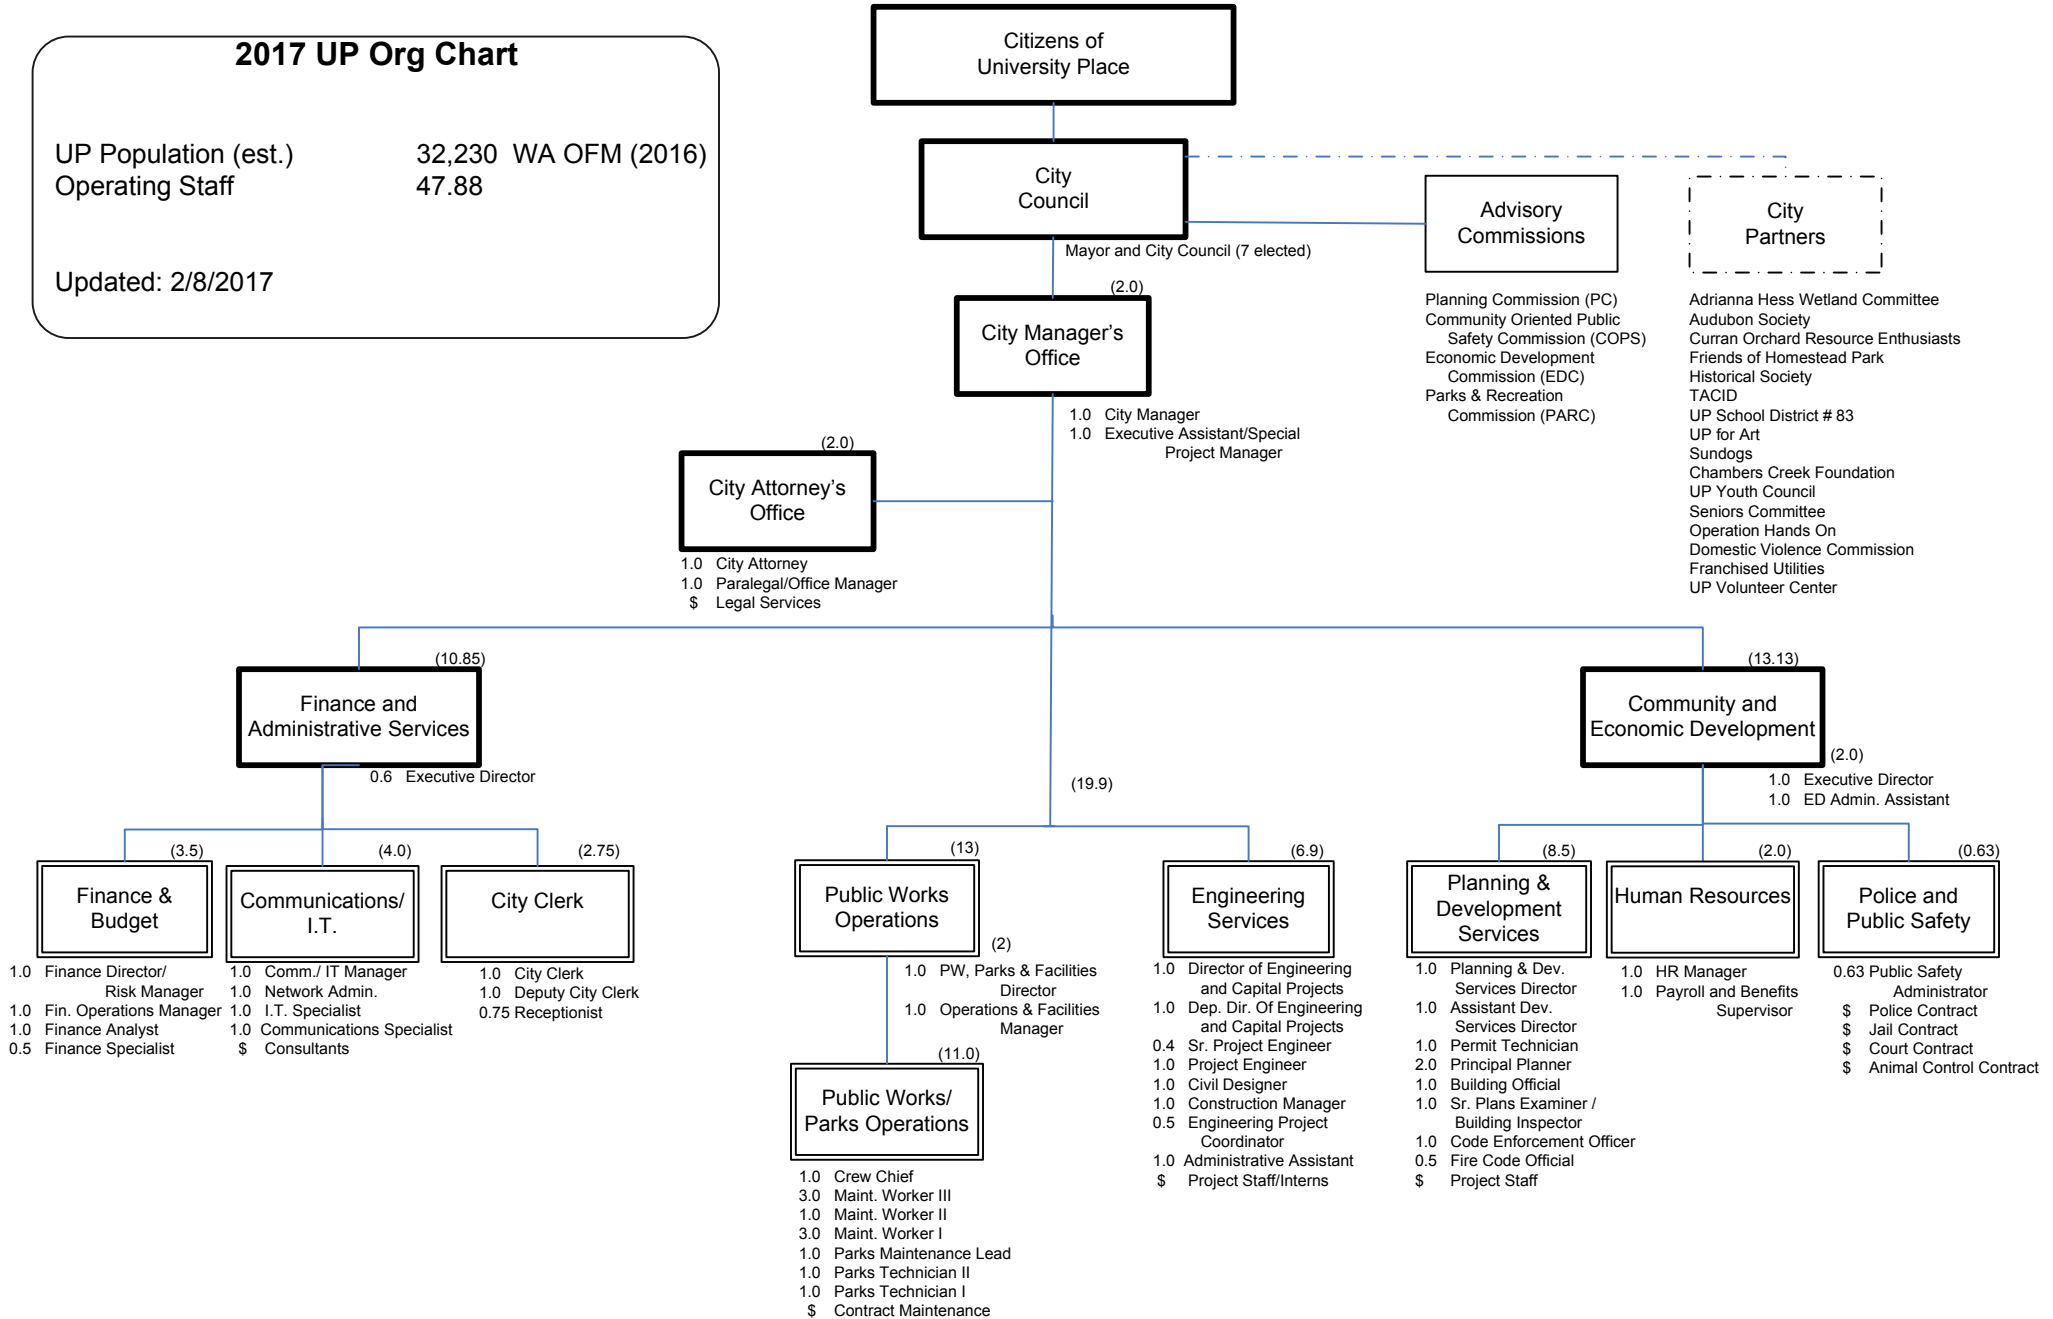 2017 UP Org Chart
UP Population (est.) 32,230 WA OFM (2016)
Operating Staff 47.88
Updated: 2/8/2017
Citizens of
University Place
City
Council
Mayor and City Council (7 elected)
Advisory
Commissions
Planning Commission (PC)
Community Oriented Public
Safety Commission (COPS)
Economic Development
Commission (EDC)
Parks & Recreation
Commission (PARC)
City
Partners
Adrianna Hess Wetland Committee
Audubon Society
Curran Orchard Resource Enthusiasts
Friends of Homestead Park
Historical Society
TACID
UP School District # 83
UP for Art
Sundogs
Chambers Creek Foundation
UP Youth Council
Seniors Committee
Operation Hands On
Domestic Violence Commission
Franchised Utilities
UP Volunteer Center
(2.0)
City Manager's
Office
1.0 City Manager
1.0 Executive Assistant/Special
Project Manager
(2.0)
City Attorney's
Office
1.0 City Attorney
1.0 Paralegal/Office Manager
$ Legal Services
(10.85)
Finance and
Administrative Services
0.6 Executive Director
(3.5)
Finance &
Budget
1.0 Finance Director/
Risk Manager
1.0 Fin. Operations Manager
1.0 Finance Analyst
0.5 Finance Specialist
(4.0)
Communications/
I.T.
1.0 Comm./ IT Manager
1.0 Network Admin.
1.0 I.T. Specialist
1.0 Communications Specialist
$ Consultants
(2.75)
City Clerk
1.0 City Clerk
1.0 Deputy City Clerk
0.75 Receptionist
(19.9)
(13)
Public Works
Operations
(2)
1.0 PW, Parks & Facilities
Director
1.0 Operations & Facilities
Manager
(11.0)
Public Works/
Parks Operations
1.0 Crew Chief
3.0 Maint. Worker III
1.0 Maint. Worker II
3.0 Maint. Worker I
1.0 Parks Maintenance Lead
1.0 Parks Technician II
1.0 Parks Technician I
$ Contract Maintenance
(6.9)
Engineering
Services
1.0 Director of Engineering
and Capital Projects
1.0 Dep. Dir. Of Engineering
and Capital Projects
0.4 Sr. Project Engineer
1.0 Project Engineer
1.0 Civil Designer
1.0 Construction Manager
0.5 Engineering Project
Coordinator
1.0 Administrative Assistant
$ Project Staff/Interns
(13.13)
Community and
Economic Development
(2.0)
1.0 Executive Director
1.0 ED Admin. Assistant
(8.5)
Planning &
Development
Services
1.0 Planning & Dev.
Services Director
1.0 Assistant Dev.
Services Director
1.0 Permit Technician
2.0 Principal Planner
1.0 Building Official
1.0 Sr. Plans Examiner /
Building Inspector
1.0 Code Enforcement Officer
0.5 Fire Code Official
$ Project Staff
(2.0)
Human Resources
1.0 HR Manager
1.0 Payroll and Benefits
Supervisor
(0.63)
Police and
Public Safety
0.63 Public Safety
Administrator
$ Police Contract
$ Jail Contract
$ Court Contract
$ Animal Control Contract